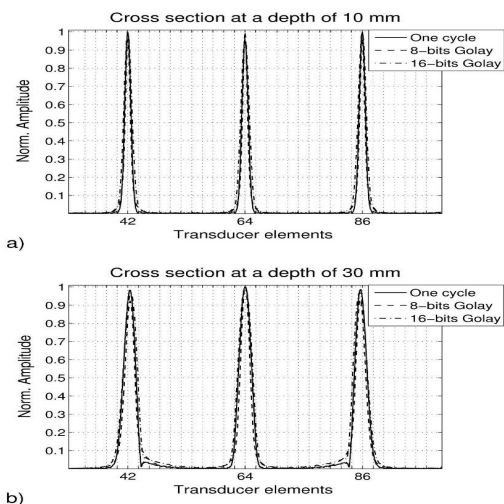 Cross section at a depth of 10 mm
1
0.9
0.8
0.7
0.6
0.5
0.4
0.3
0.2
0.1
Norm. Amplitude
One cycle
8-bits Golay
16-bits Golay
42 64 86
Transducer elements
a)
Cross section at a depth of 30 mm
1
0.9
0.8
0.7
0.6
0.5
0.4
0.3
0.2
0.1
Norm. Amplitude
One cycle
8-bits Golay
16-bits Golay
42 64 86
Transducer elements
b)